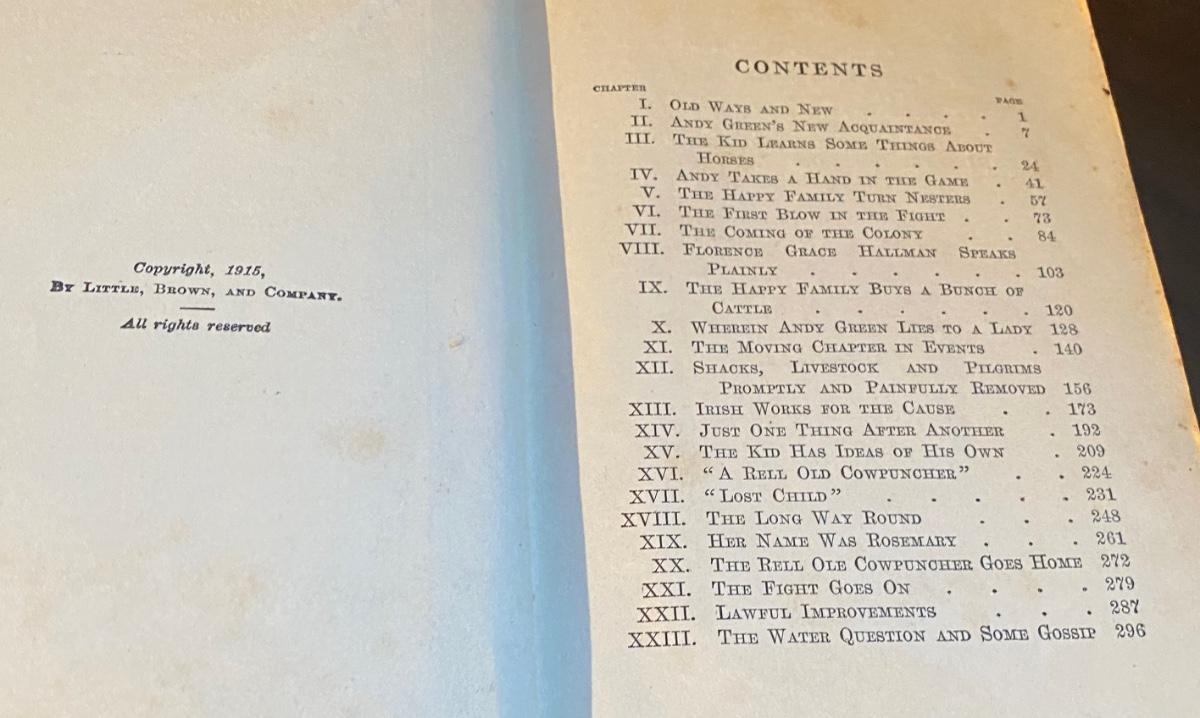 Copyright, 1915,
By Little, Brown, and Company.
All rights reserved
CONTENTS
CHAPTER PAGE
I. Old Ways and New . . . . 1
II. Andy Green's New Acquaintance . 7
III. The Kid Learns Some Things About
Horses . . . . . . 24
IV. Andy Takes a Hand in the Game . 41
V. The Happy Family Turn Nesters . 57
VI. The First Blow in the Fight . . 73
VII. The Coming of the Colony . . 84
VIII. Florence Grace Hallman Speaks
Plainly . . . . . . 103
IX. The Happy Family Buys a Bunch of
Cattle . . . . . . 120
X. Wherein Andy Green Lies to a Lady 128
XI. The Moving Chapter in Events . 140
XII. Shacks, Livestock and Pilgrims
Promptly and Painfully Removed 156
XIII. Irish Works for the Cause . . 173
XIV. Just One Thing After Another . 192
XV. The Kid Has Ideas of His Own . 209
XVI. "A Rell Old Cowpuncher" . . 224
XVII. "Lost Child" . . . . . 231
XVIII. The Long Way Round . . . 248
XIX. Her Name Was Rosemary . . . 261
XX. The Rell Ole Cowpuncher Goes Home 272
XXI. The Fight Goes On . . . . 279
XXII. Lawful Improvements . . . 287
XXIII. The Water Question and Some Gossip 296